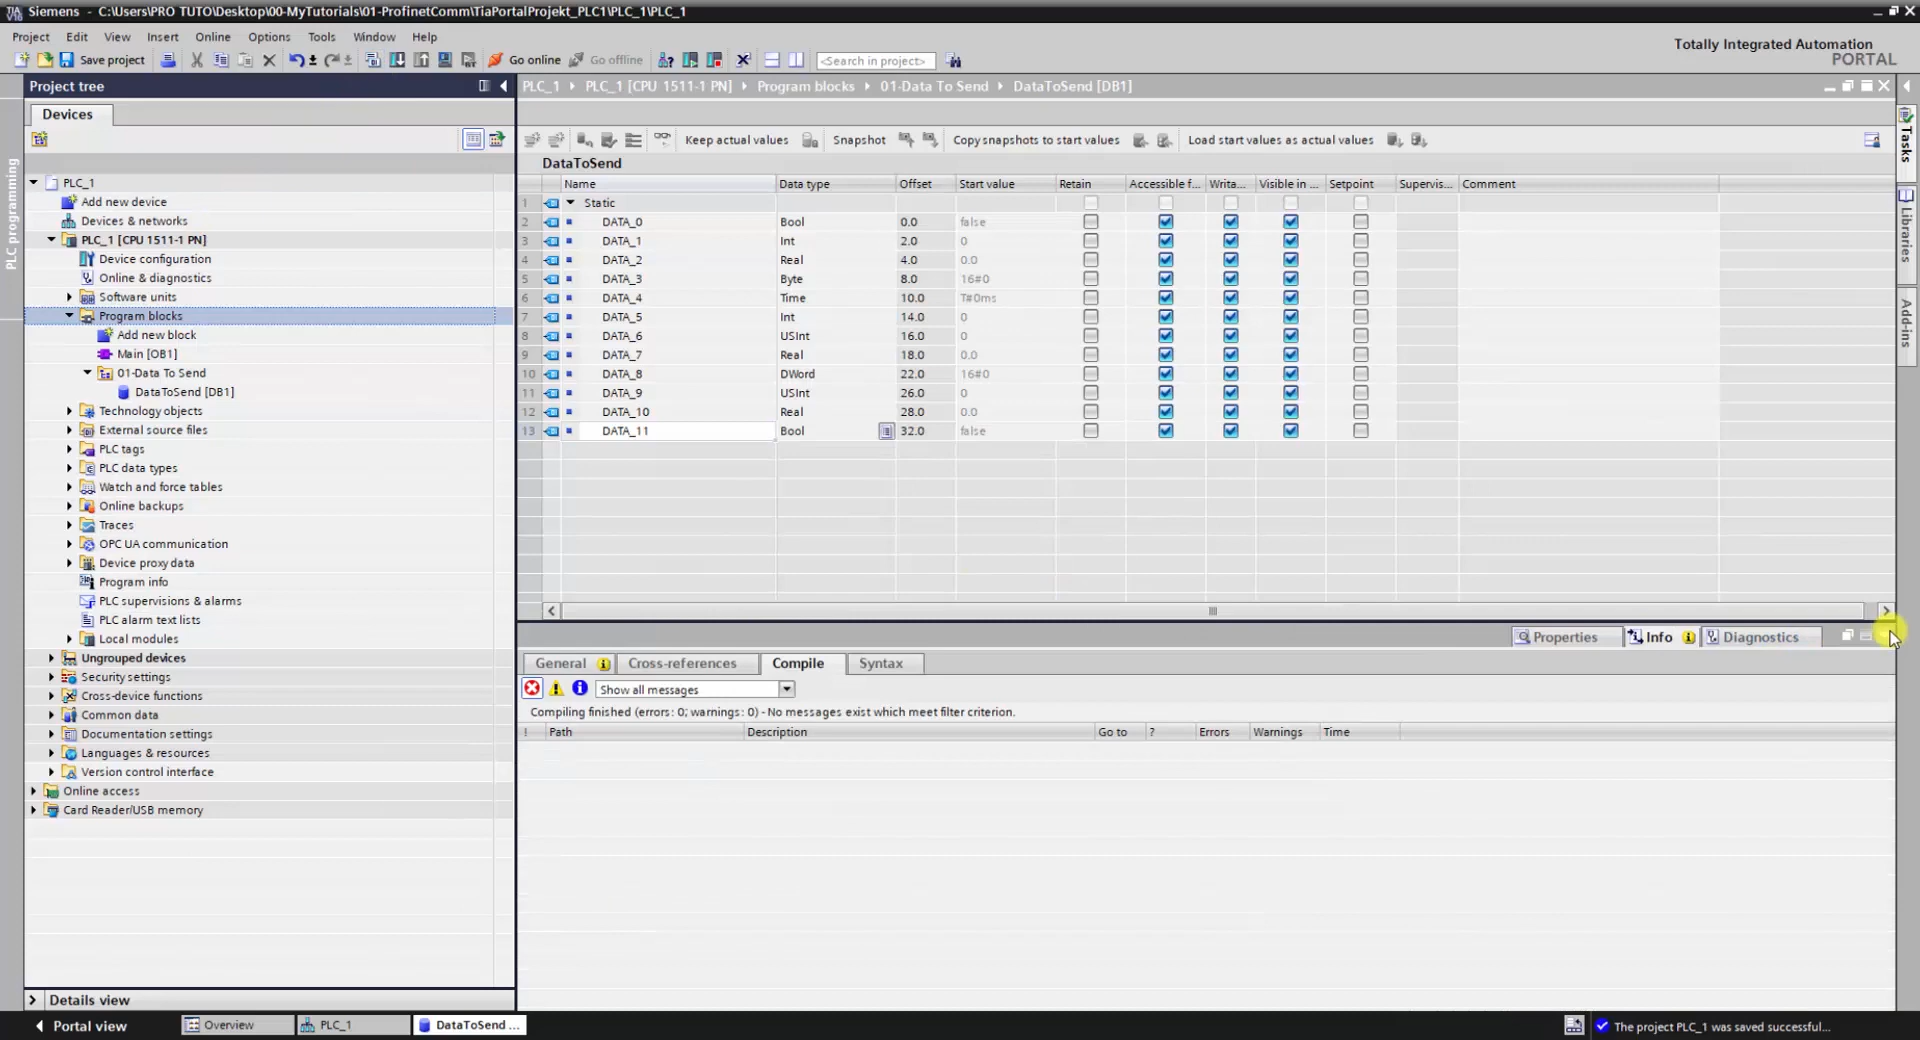 Siemens - C:\Users\PRO TUTO\Desktop\00-MyTutorials\01-ProfinetComm\TiaPortalProjekt_PLC1\PLC_1\PLC_1
Project Edit View Insert Online Options Tools Window Help
Totally Integrated Automation
PORTAL
Save project Go online Go offline <Search in project>
Project tree
PLC_1 PLC_1 [CPU 1511-1 PN] Program blocks 01-Data To Send DataToSend [DB1]
Devices
Keep actual values Snapshot Copy snapshots to start values Load start values as actual values
DataToSend
Name Data type Offset Start value Retain Accessible f... Writa... Visible in ... Setpoint Supervis... Comment
1 Static
2 DATA_0 Bool 0.0 false
3 DATA_1 Int 2.0 0
4 DATA_2 Real 4.0 0.0
5 DATA_3 Byte 8.0 16#0
6 DATA_4 Time 10.0 T#0ms
7 DATA_5 Int 14.0 0
8 DATA_6 USInt 16.0 0
9 DATA_7 Real 18.0 0.0
10 DATA_8 DWord 22.0 16#0
11 DATA_9 USInt 26.0 0
12 DATA_10 Real 28.0 0.0
13 DATA_11 Bool 32.0 false
PLC_1
Add new device
Devices & networks
PLC_1 [CPU 1511-1 PN]
Device configuration
Online & diagnostics
Software units
Program blocks
Add new block
Main [OB1]
01-Data To Send
DataToSend [DB1]
Technology objects
External source files
PLC tags
PLC data types
Watch and force tables
Online backups
Traces
OPC UA communication
Device proxy data
Program info
PLC supervisions & alarms
PLC alarm text lists
Local modules
Ungrouped devices
Security settings
Cross-device functions
Common data
Documentation settings
Languages & resources
Version control interface
Online access
Card Reader/USB memory
PLC programming
Tasks
Libraries
Add-ins
Properties Info Diagnostics
General Cross-references Compile Syntax
Show all messages
Compiling finished (errors: 0; warnings: 0) - No messages exist which meet filter criterion.
! Path Description Go to ? Errors Warnings Time
Details view
Portal view Overview PLC_1 DataToSend ... The project PLC_1 was saved successful...